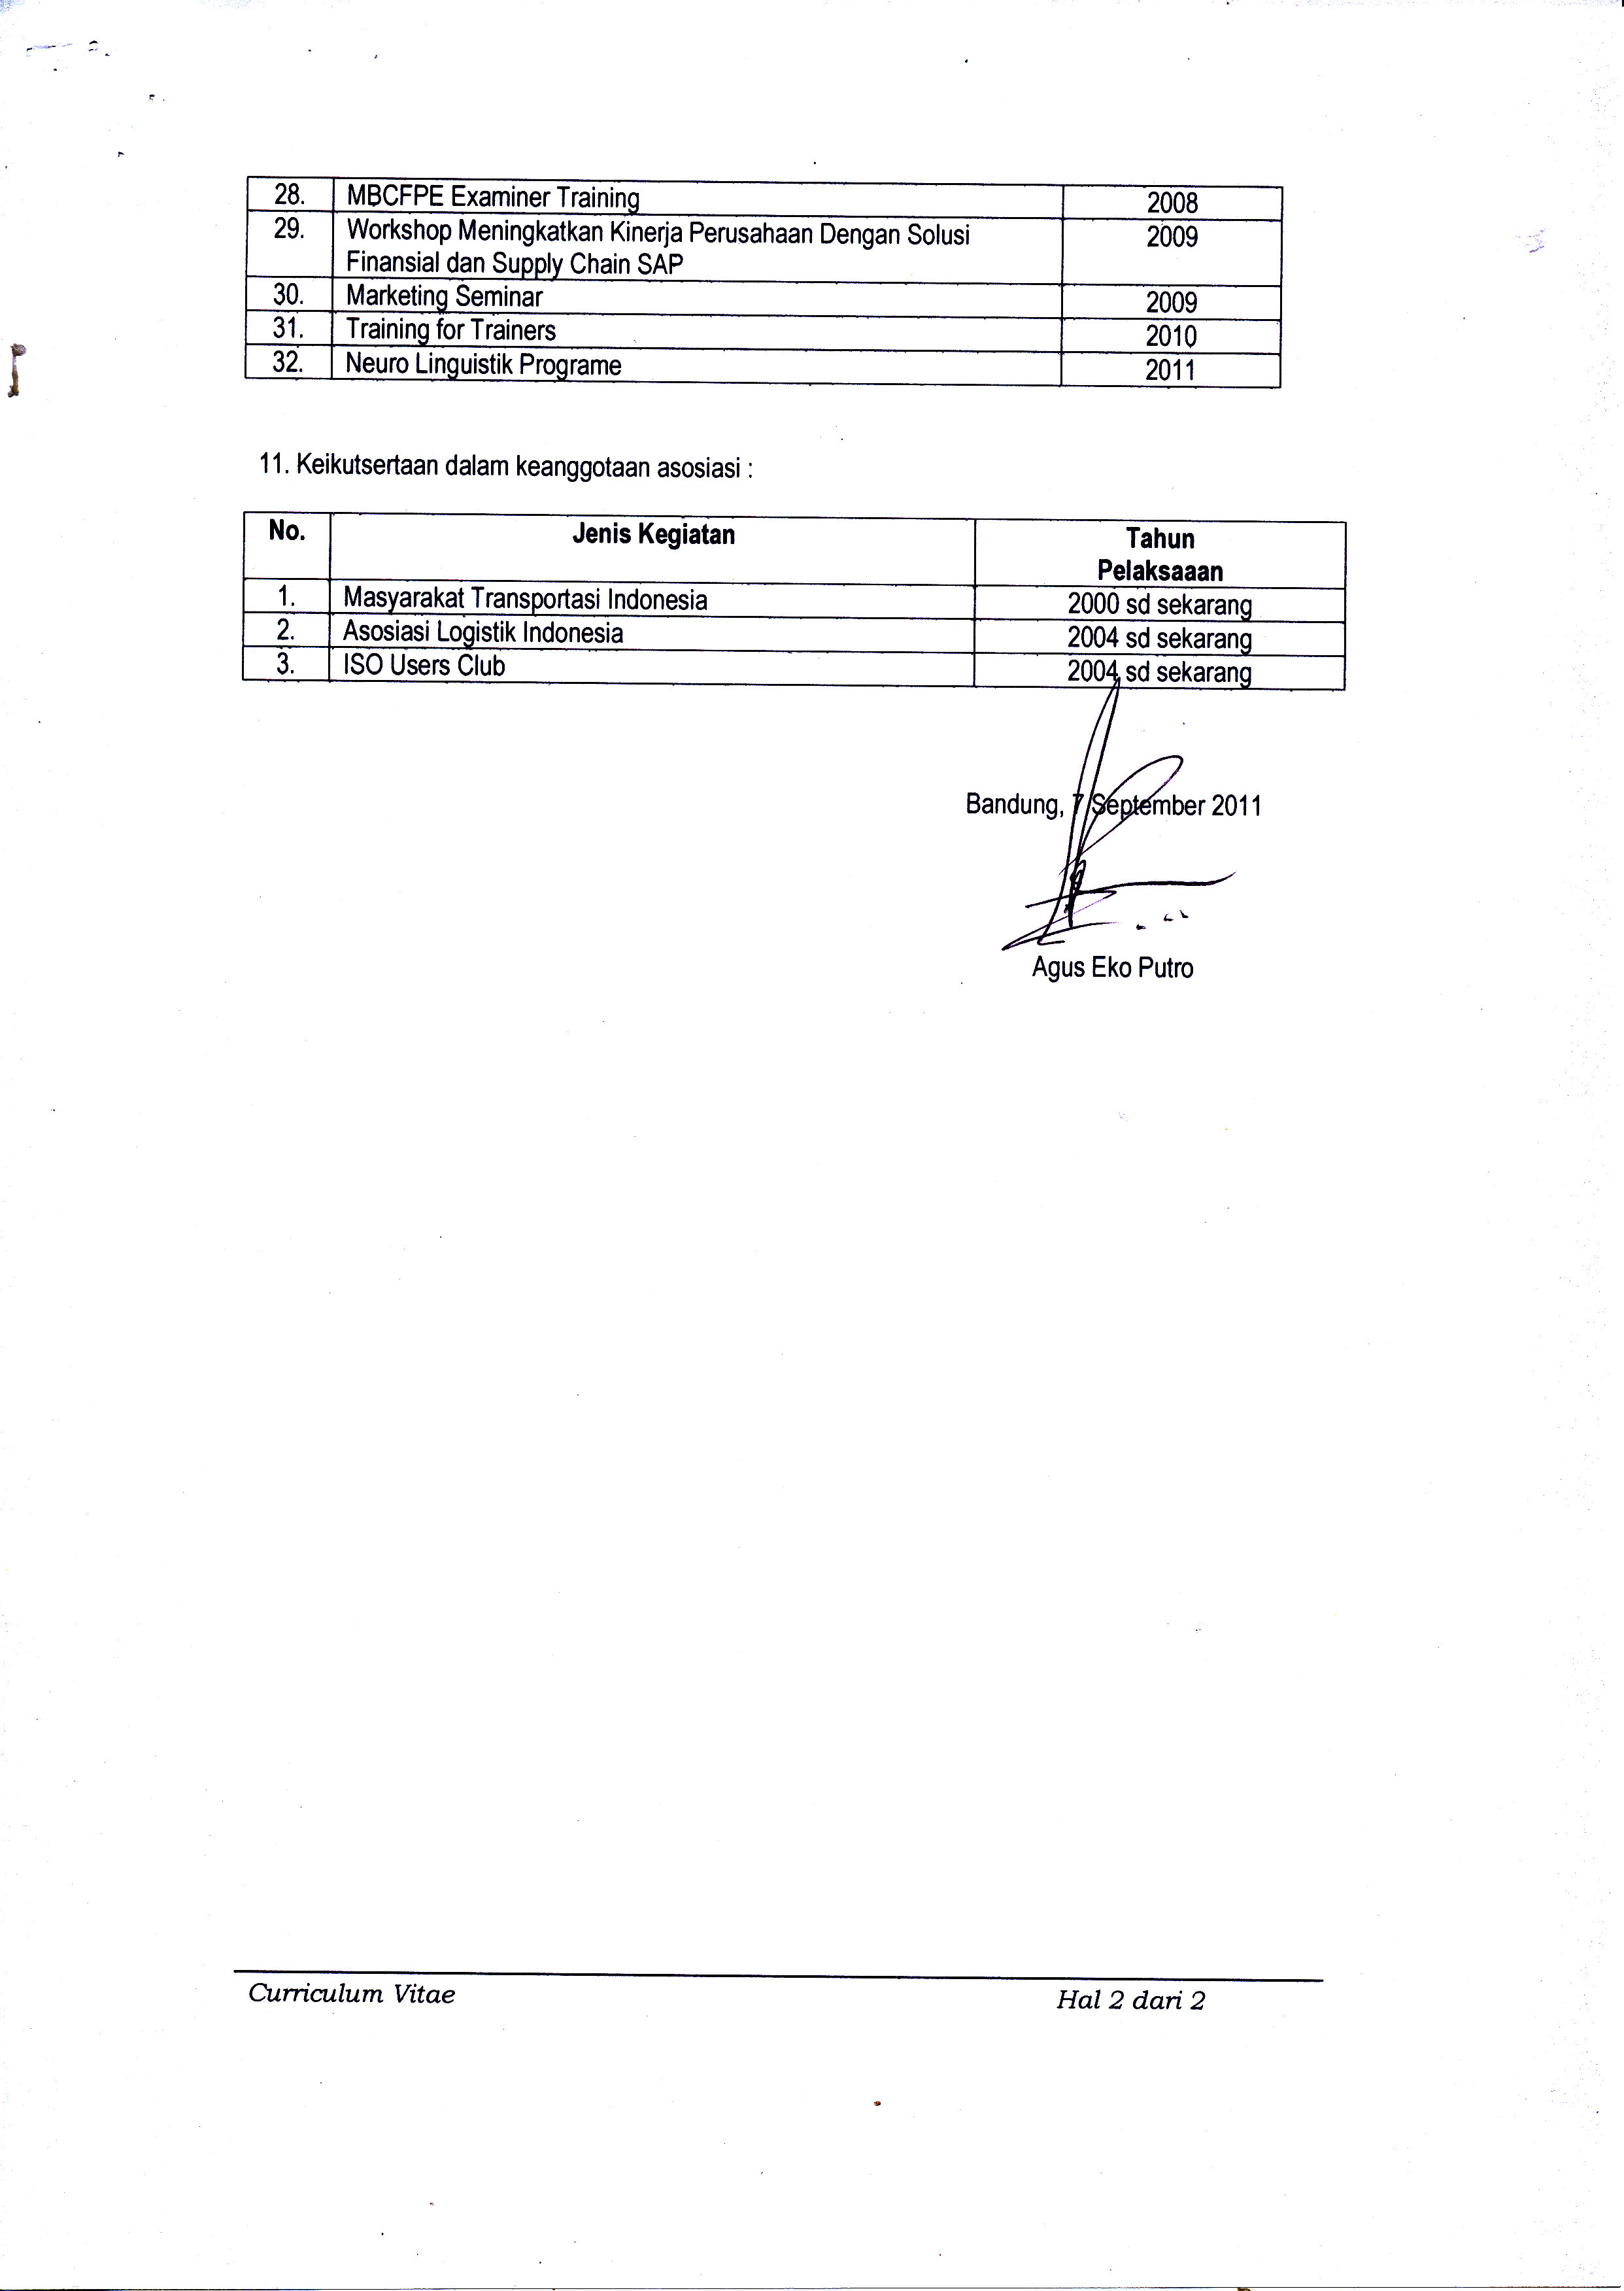 28. MBCFPE Examiner Training 2008
29. Workshop Meningkatkan Kinerja Perusahaan Dengan Solusi 2009
Finansial dan Supply Chain SAP
30. Marketing Seminar 2009
31. Training for Trainers 2010
32. Neuro Linguistik Programe 2011
11. Keikutsertaan dalam keanggotaan asosiasi :
No. Jenis Kegiatan Tahun
Pelaksaaan
1. Masyarakat Transportasi Indonesia 2000 sd sekarang
2. Asosiasi Logistik Indonesia 2004 sd sekarang
3. ISO Users Club 2004 sd sekarang
Bandung, 7 September 2011
Agus Eko Putro
Curriculum Vitae Hal 2 dari 2